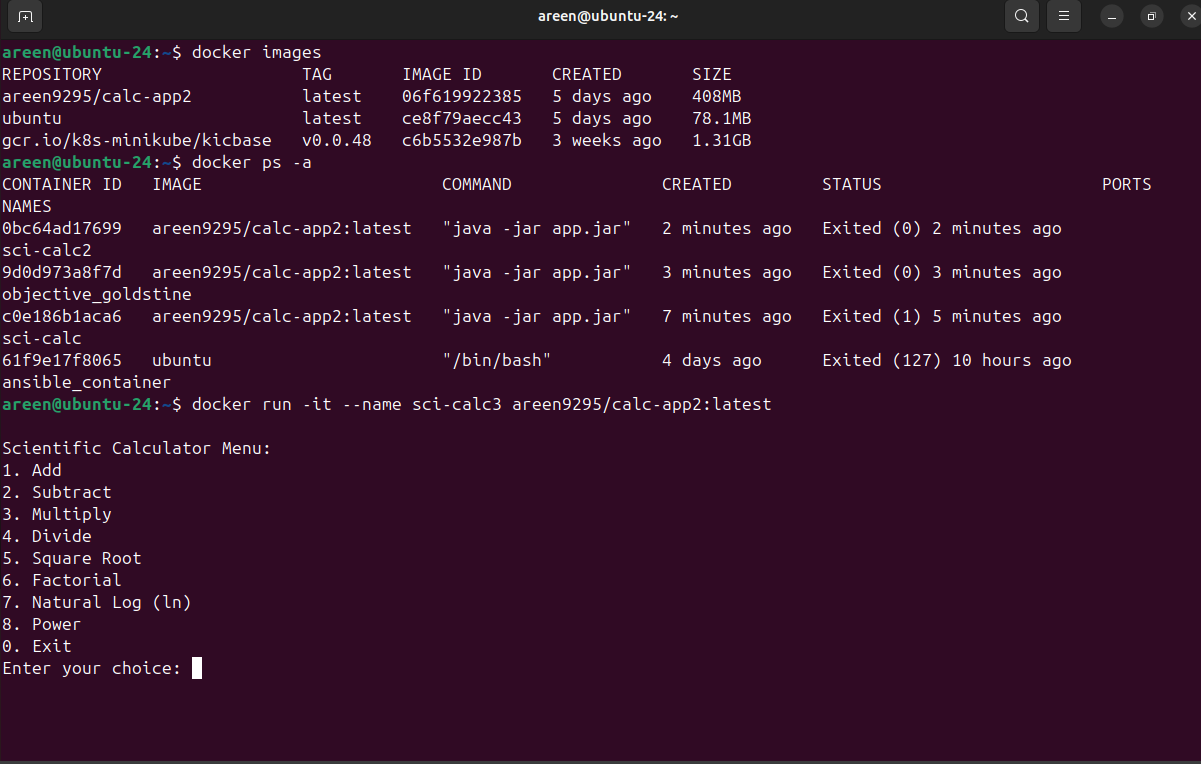 areen@ubuntu-24: ~
areen@ubuntu-24:~$ docker images
REPOSITORY                    TAG       IMAGE ID       CREATED       SIZE
areen9295/calc-app2           latest    06f619922385   5 days ago    408MB
ubuntu                        latest    ce8f79aecc43   5 days ago    78.1MB
gcr.io/k8s-minikube/kicbase   v0.0.48   c6b5532e987b   3 weeks ago   1.31GB
areen@ubuntu-24:~$ docker ps -a
CONTAINER ID   IMAGE                        COMMAND               CREATED         STATUS                      PORTS
NAMES
0bc64ad17699   areen9295/calc-app2:latest   "java -jar app.jar"   2 minutes ago   Exited (0) 2 minutes ago
sci-calc2
9d0d973a8f7d   areen9295/calc-app2:latest   "java -jar app.jar"   3 minutes ago   Exited (0) 3 minutes ago
objective_goldstine
c0e186b1aca6   areen9295/calc-app2:latest   "java -jar app.jar"   7 minutes ago   Exited (1) 5 minutes ago
sci-calc
61f9e17f8065   ubuntu                       "/bin/bash"           4 days ago      Exited (127) 10 hours ago
ansible_container
areen@ubuntu-24:~$ docker run -it --name sci-calc3 areen9295/calc-app2:latest
Scientific Calculator Menu:
1. Add
2. Subtract
3. Multiply
4. Divide
5. Square Root
6. Factorial
7. Natural Log (ln)
8. Power
0. Exit
Enter your choice: